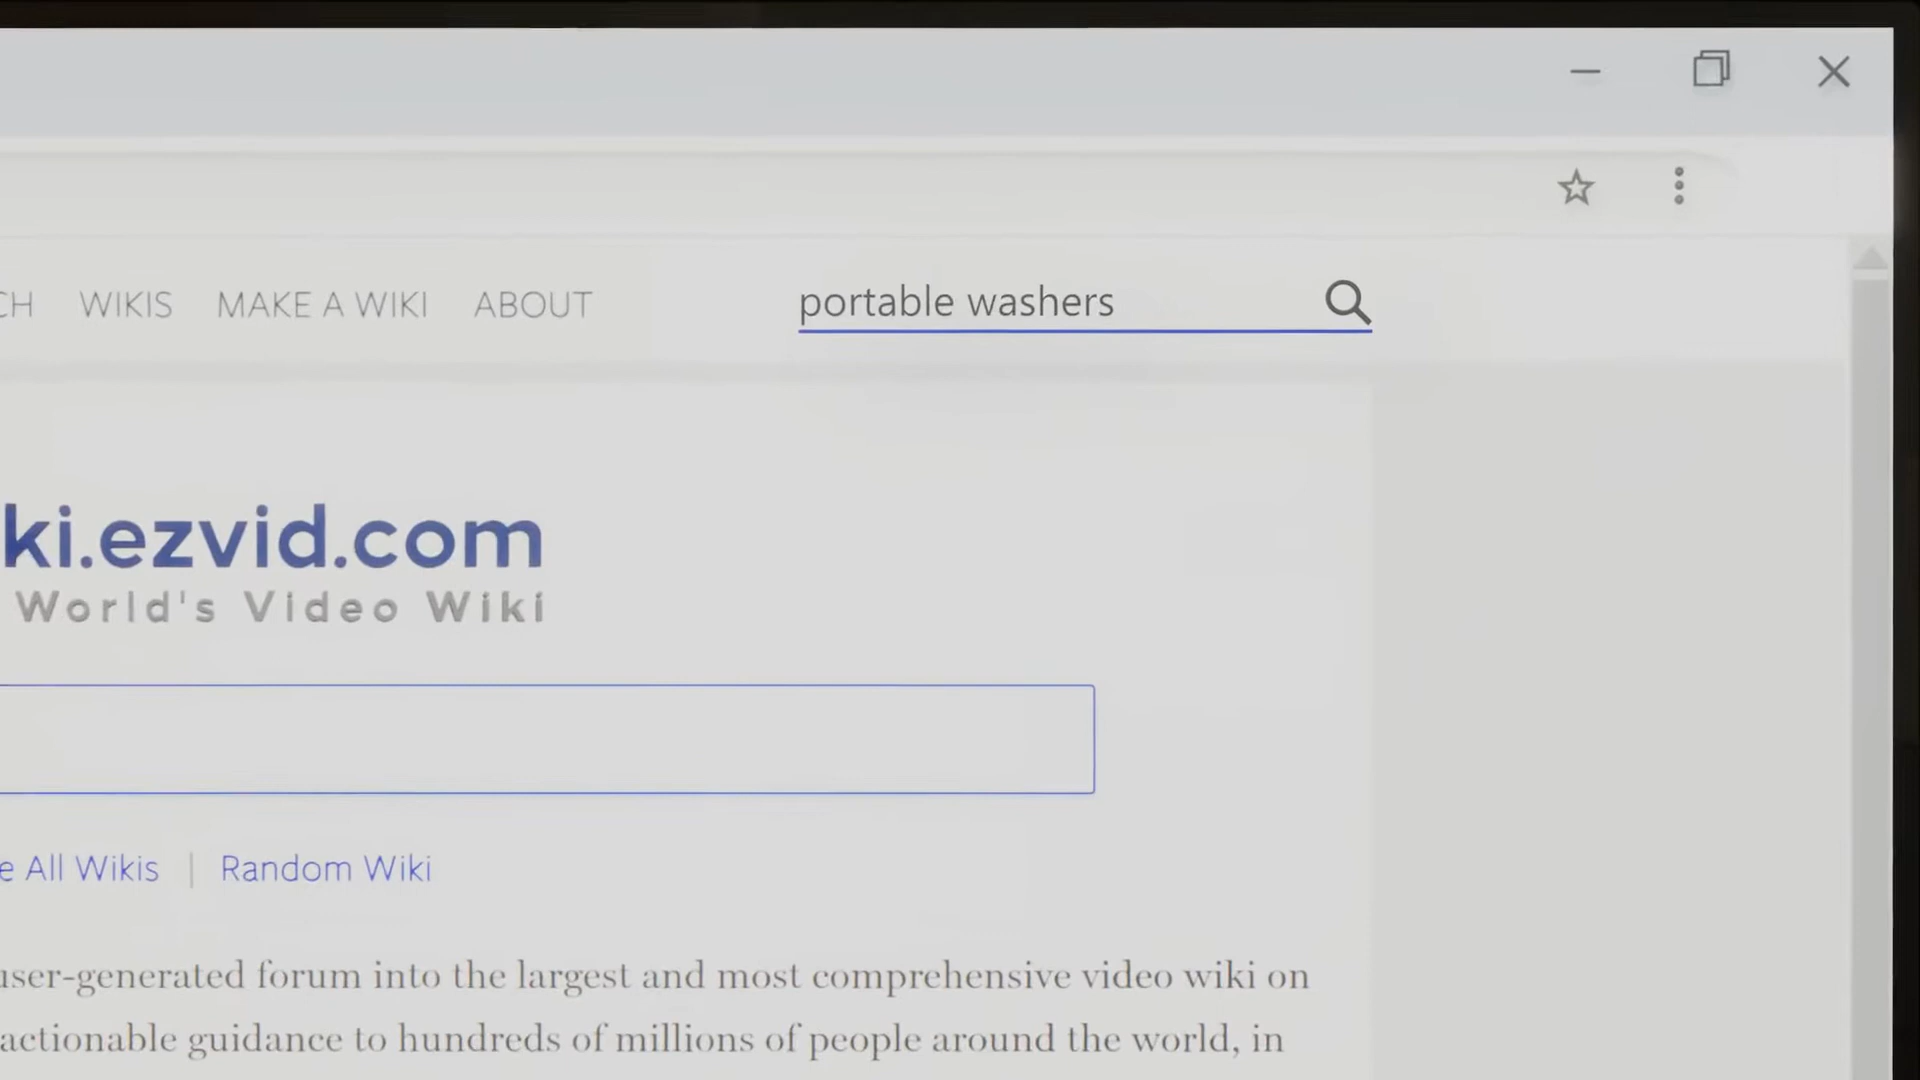 CH WIKIS MAKE A WIKI ABOUT portable washers
ki.ezvid.com
World's Video Wiki
e All Wikis | Random Wiki
user-generated forum into the largest and most comprehensive video wiki on
actionable guidance to hundreds of millions of people around the world, in